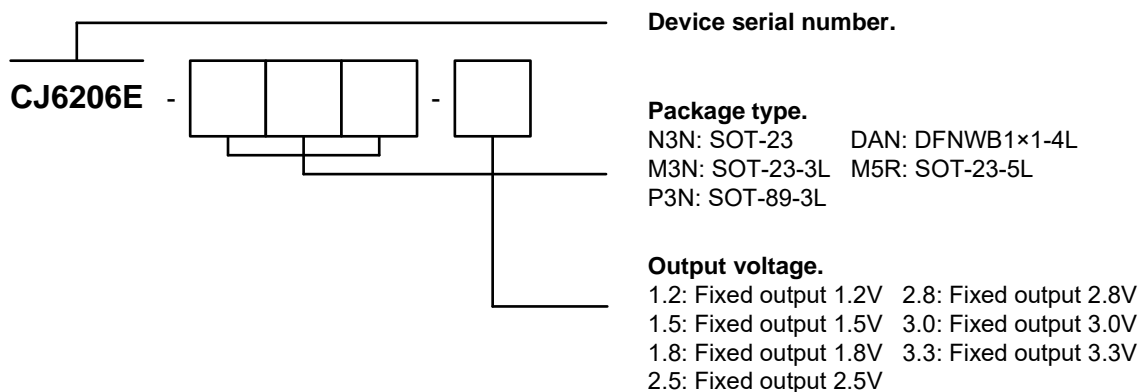 Device serial number.
CJ6206E - -
Package type.
N3N: SOT-23 DAN: DFNWB1×1-4L
M3N: SOT-23-3L M5R: SOT-23-5L
P3N: SOT-89-3L
Output voltage.
1.2: Fixed output 1.2V 2.8: Fixed output 2.8V
1.5: Fixed output 1.5V 3.0: Fixed output 3.0V
1.8: Fixed output 1.8V 3.3: Fixed output 3.3V
2.5: Fixed output 2.5V